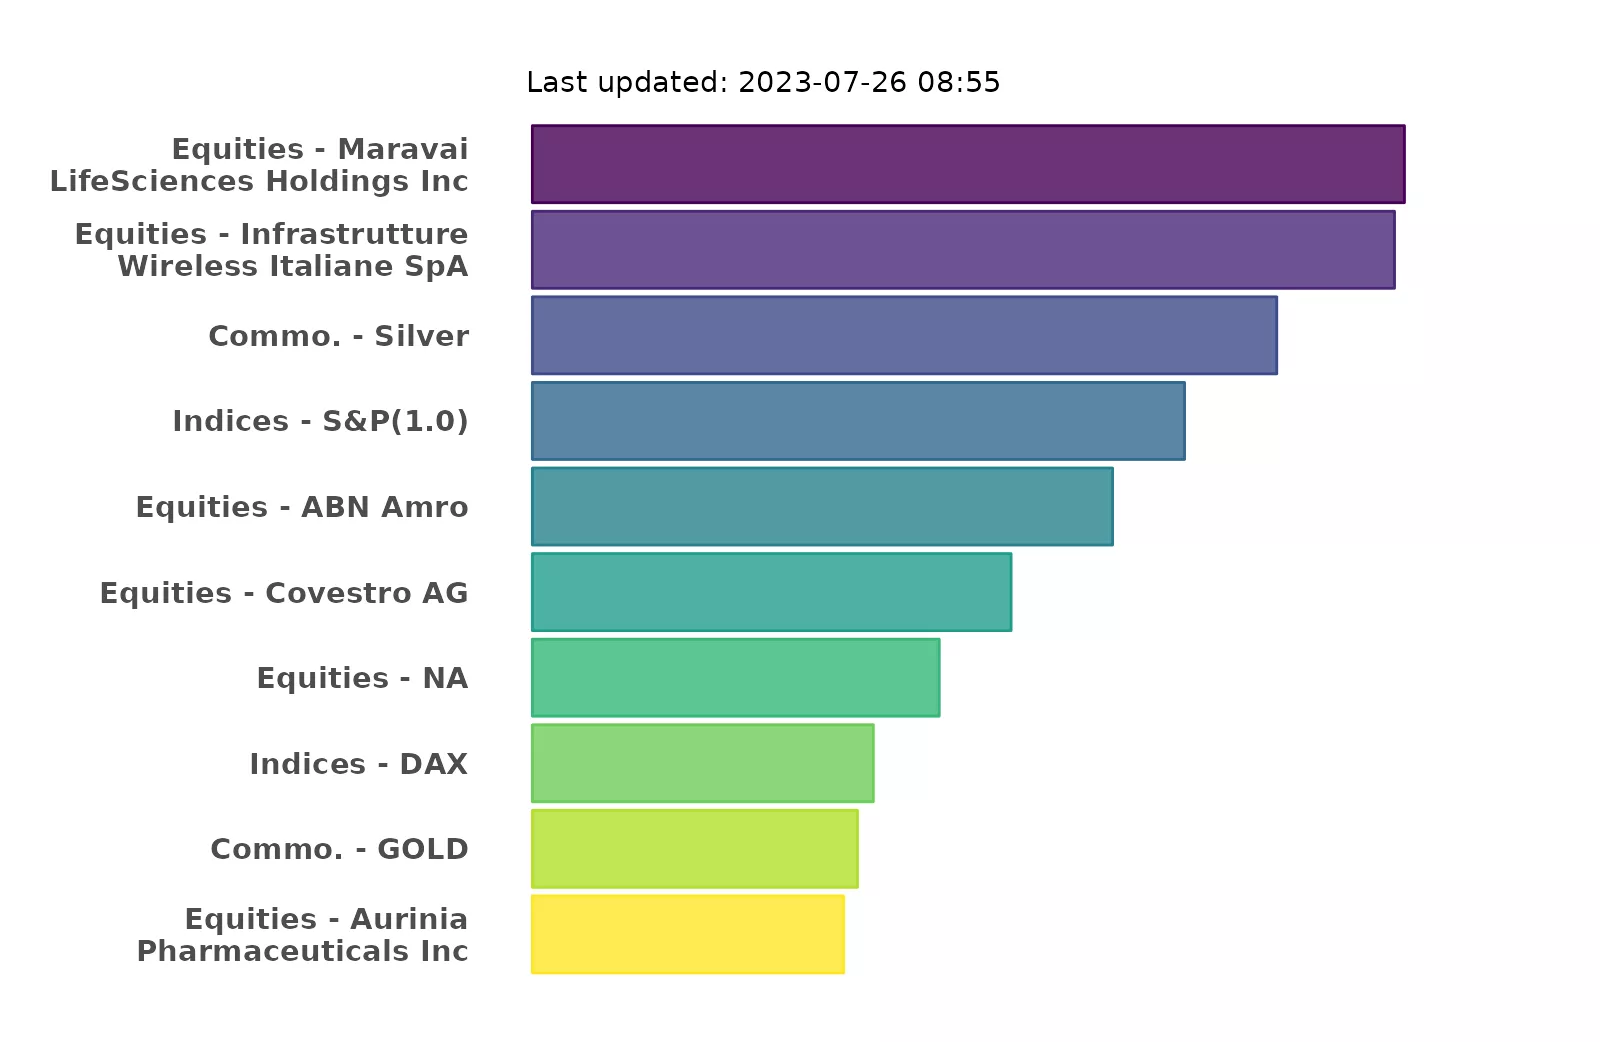 Last updated: 2023-07-26 08:55
Equities - Maravai
LifeSciences Holdings Inc
Equities - Infrastrutture
Wireless Italiane SpA
Commo. - Silver
Indices - S&P(1.0)
Equities - ABN Amro
Equities - Covestro AG
Equities - NA
Indices - DAX
Commo. - GOLD
Equities - Aurinia
Pharmaceuticals Inc